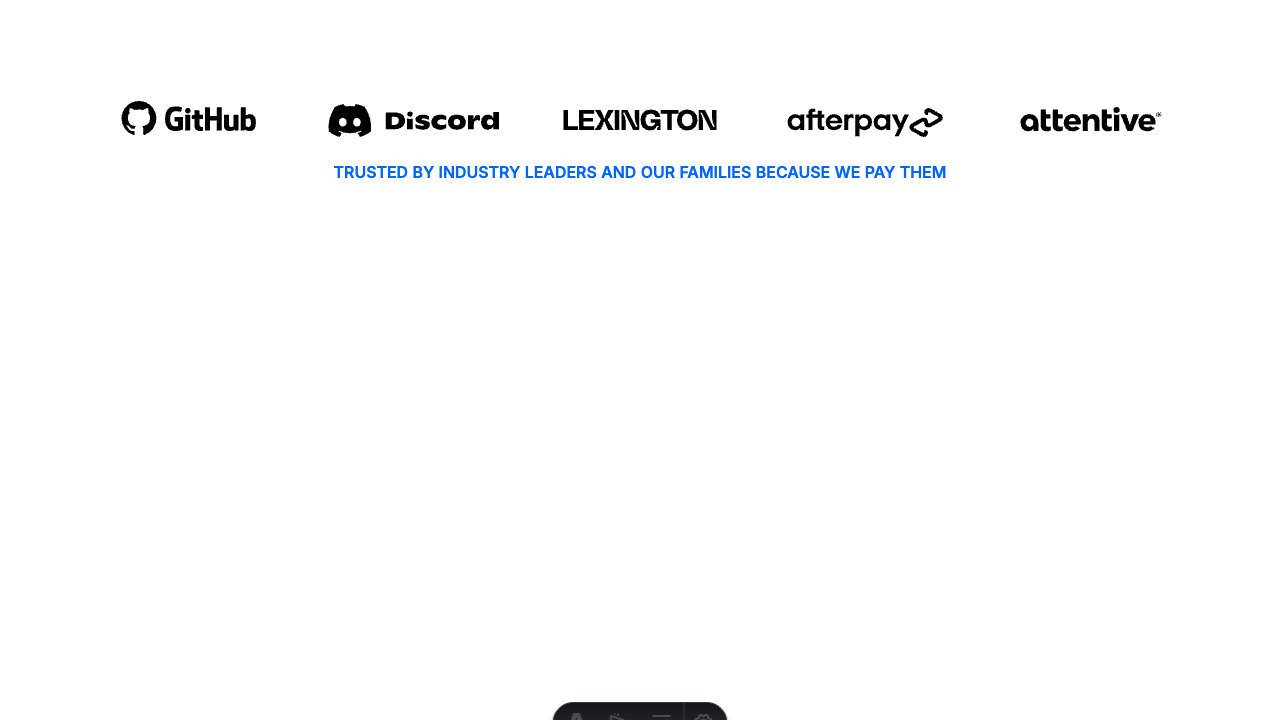 GitHub Discord LEXINGTON afterpay attentive®
TRUSTED BY INDUSTRY LEADERS AND OUR FAMILIES BECAUSE WE PAY THEM